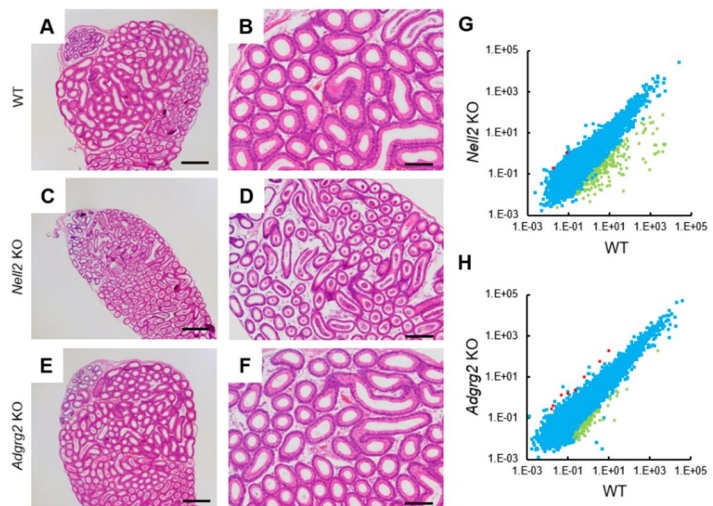 A
B
WT
C
D
Nell2 KO
E
F
Adgrg2 KO
G
1.E+05
1.E+03
1.E+01
1.E-01
1.E-03
Nell2 KO
1.E-03 1.E-01 1.E+01 1.E+03 1.E+05
WT
H
1.E+05
1.E+03
1.E+01
1.E-01
1.E-03
Adgrg2 KO
1.E-03 1.E-01 1.E+01 1.E+03 1.E+05
WT